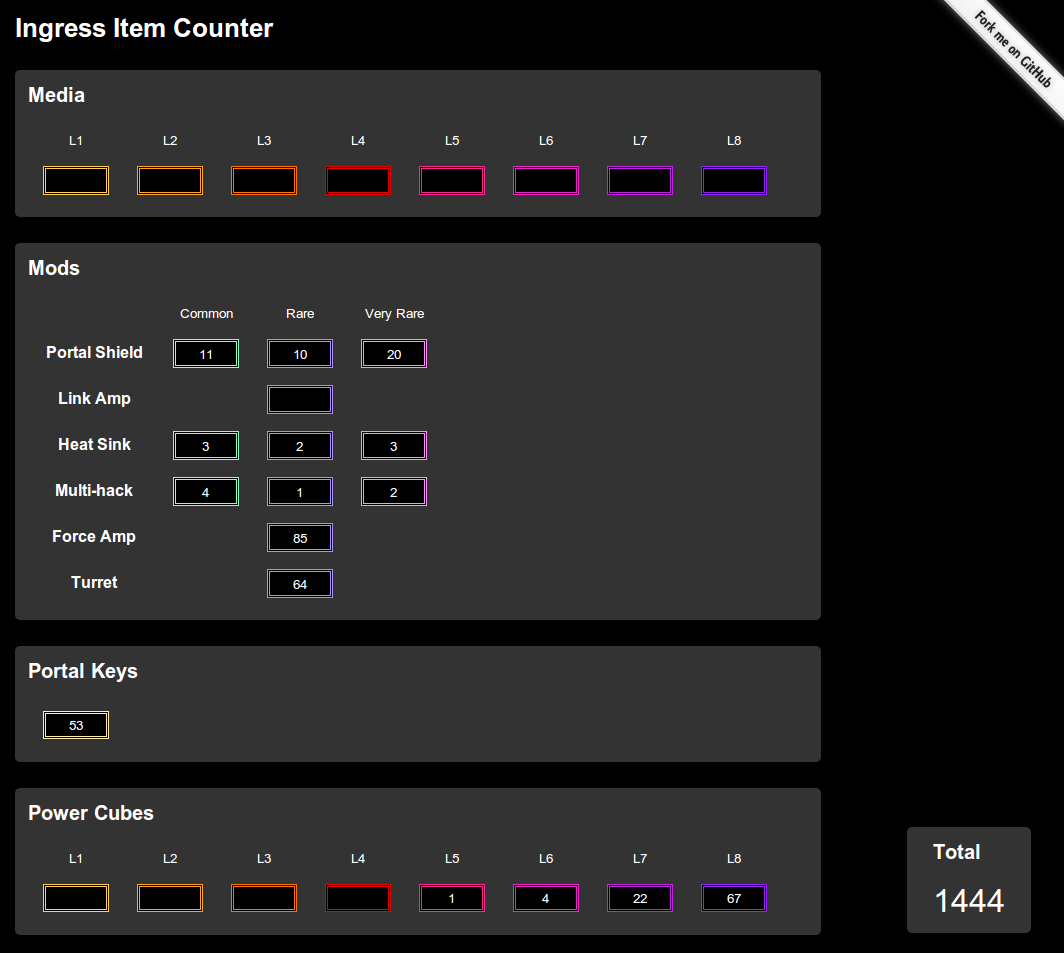 Ingress Item Counter
Fork me on GitHub
Media
L1 L2 L3 L4 L5 L6 L7 L8
Mods
Common Rare Very Rare
Portal Shield 11 10 20
Link Amp
Heat Sink 3 2 3
Multi-hack 4 1 2
Force Amp 85
Turret 64
Portal Keys
53
Power Cubes
L1 L2 L3 L4 L5 L6 L7 L8
1 4 22 67
Total
1444